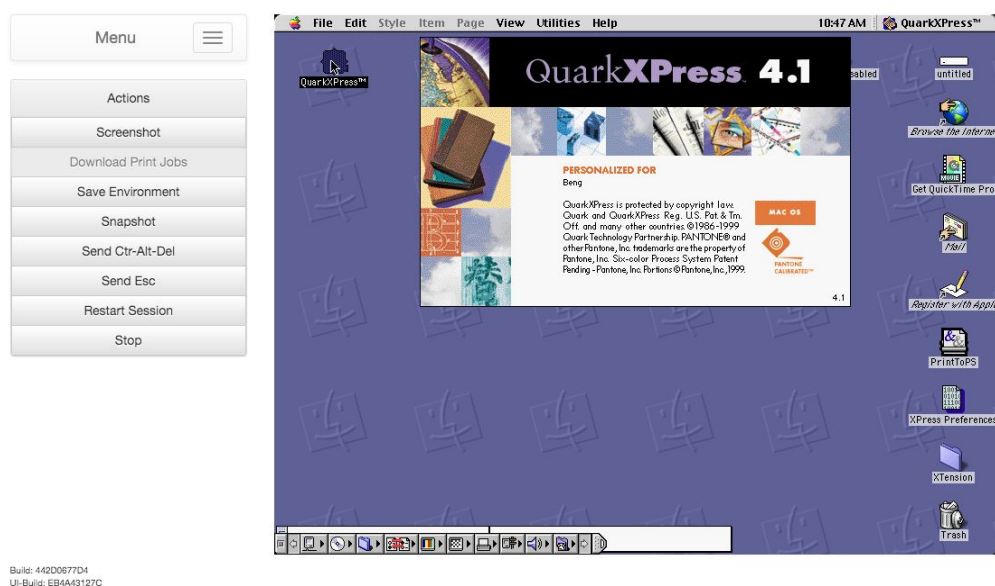 Menu
Actions
Screenshot
Download Print Jobs
Save Environment
Snapshot
Send Ctr-Alt-Del
Send Esc
Restart Session
Stop
Build: 442D0677D4
UI-Build: EB4A43127C
File Edit Style Item Page View Utilities Help 10:47 AM QuarkXPress™
QuarkXPress™
QuarkXPress 4.1
PERSONALIZED FOR
Beng
QuarkXPress is protected by copyright law.
Quark and QuarkXPress Reg. U.S. Pat. & Tm.
Off. and many other countries. ©1986-1999
Quark Technology Partnership. PANTONE® and
other Pantone, Inc. trademarks are the property of
Pantone, Inc. Six-color Process System Patent
Pending - Pantone, Inc. Portions © Pantone, Inc., 1999.
MAC OS
PANTONE
CALIBRATED™
4.1
abled
untitled
Browse the Interne
MOVIE
Get QuickTime Pro
Mail
Register with Appl
PrintToPS
XPress Preferences
XTension
Trash